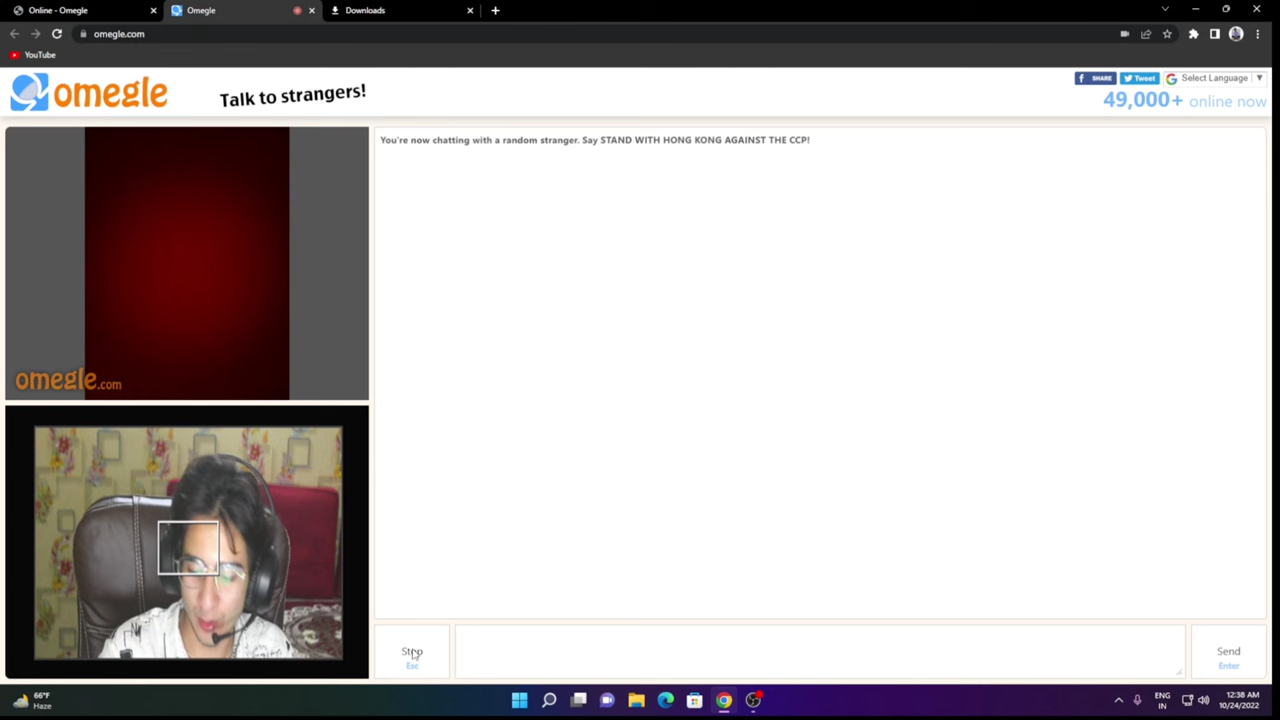 Online - Omegle
Omegle
Downloads
omegle.com
YouTube
omegle
Talk to strangers!
SHARE
Tweet
Select Language
49,000+ online now
You're now chatting with a random stranger. Say STAND WITH HONG KONG AGAINST THE CCP!
omegle.com
Stop
Esc
Send
Enter
66°F
Haze
ENG
IN
12:38 AM
10/24/2022